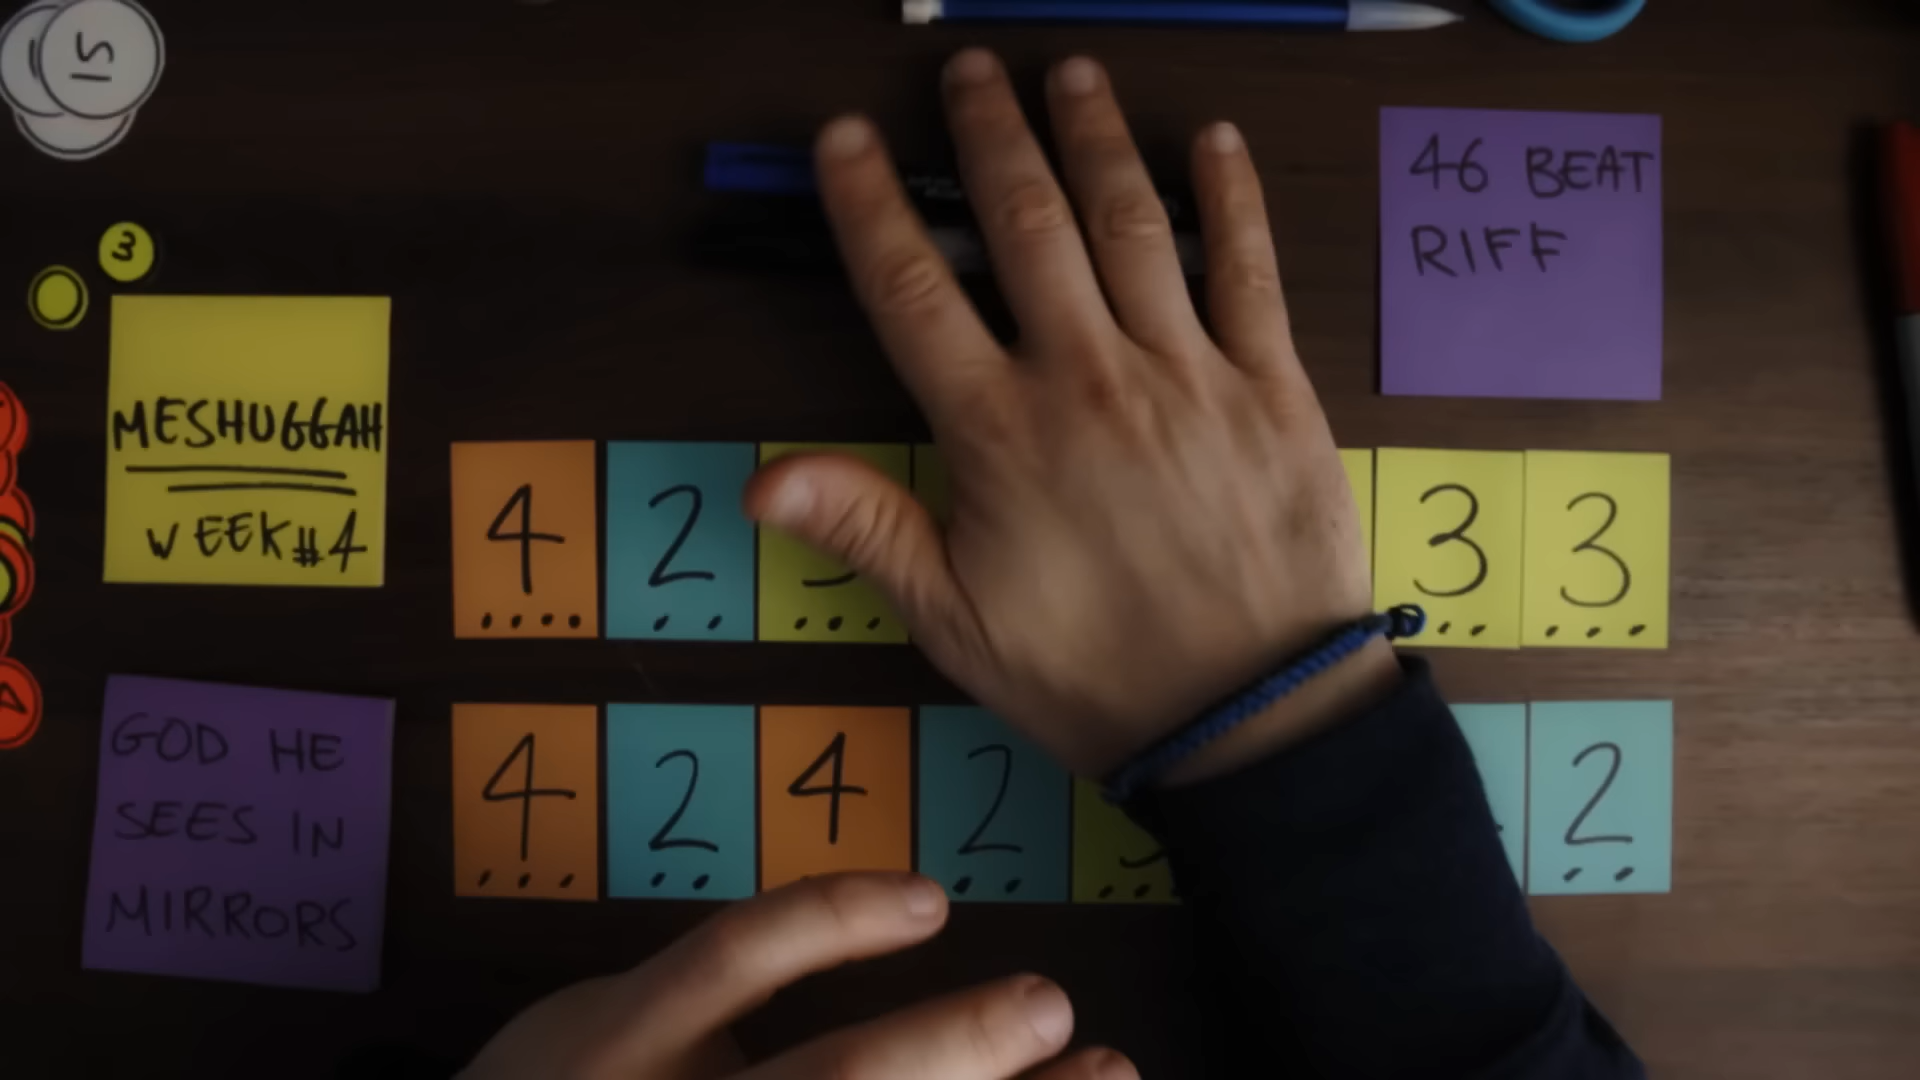 15
3
46 BEAT
RIFF
MESHUGGAH
WEEK #4
4 2 3 3
GOD HE
SEES IN
MIRRORS
4 2 4 2 2